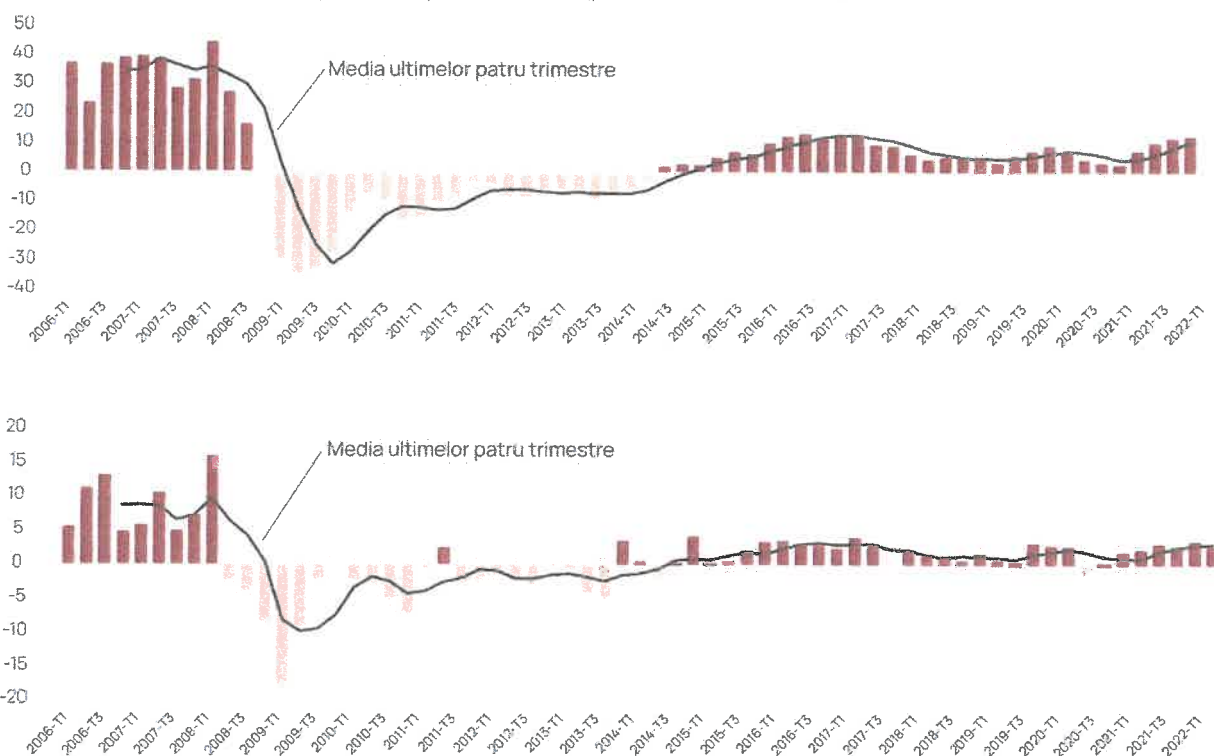 50
40
30
20
10
0
-10
-20
-30
-40
Media ultimelor patru trimestre
2006-T1
2006-T3
2007-T1
2007-T3
2008-T1
2008-T3
2009-T1
2009-T3
2010-T1
2010-T3
2011-T1
2011-T3
2012-T1
2012-T3
2013-T1
2013-T3
2014-T1
2014-T3
2015-T1
2015-T3
2016-T1
2016-T3
2017-T1
2017-T3
2018-T1
2018-T3
2019-T1
2019-T3
2020-T1
2020-T3
2021-T1
2021-T3
2022-T1
20
15
10
5
0
-5
-10
-15
-20
Media ultimelor patru trimestre
2006-T1
2006-T3
2007-T1
2007-T3
2008-T1
2008-T3
2009-T1
2009-T3
2010-T1
2010-T3
2011-T1
2011-T3
2012-T1
2012-T3
2013-T1
2013-T3
2014-T1
2014-T3
2015-T1
2015-T3
2016-T1
2016-T3
2017-T1
2017-T3
2018-T1
2018-T3
2019-T1
2019-T3
2020-T1
2020-T3
2021-T1
2021-T3
2022-T1